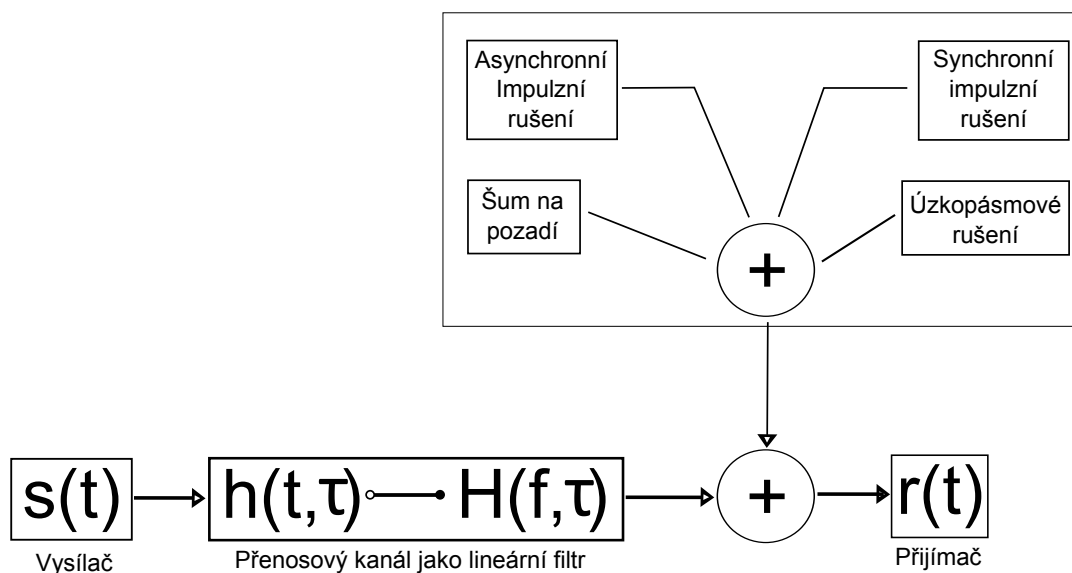 Asynchronní
Impulzní
rušení
Synchronní
impulzní
rušení
Šum na
pozadí
Úzkopásmové
rušení
+
s(t)
h(t,τ)
H(f,τ)
+
r(t)
Vysílač
Přenosový kanál jako lineární filtr
Přijímač